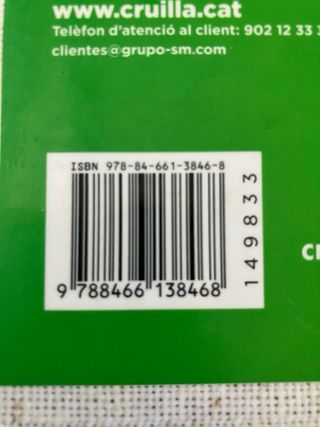 www.cruilla.cat
Telèfon d'atenció al client: 902 12 33
clientes@grupo-sm.com
ISBN 978-84-661-3846-8
9 788466 138468
149833